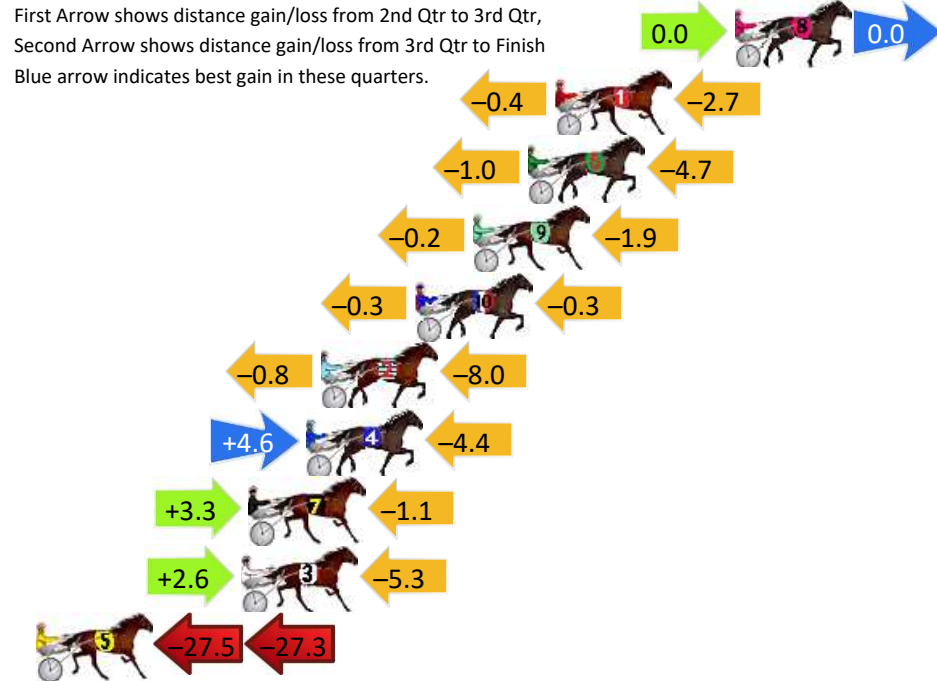 First Arrow shows distance gain/loss from 2nd Qtr to 3rd Qtr,
Second Arrow shows distance gain/loss from 3rd Qtr to Finish
Blue arrow indicates best gain in these quarters.
0.0 8 0.0
–0.4 1 –2.7
–1.0 6 –4.7
–0.2 9 –1.9
–0.3 10 –0.3
–0.8 2 –8.0
+4.6 4 –4.4
+3.3 7 –1.1
+2.6 3 –5.3
5 –27.5 –27.3